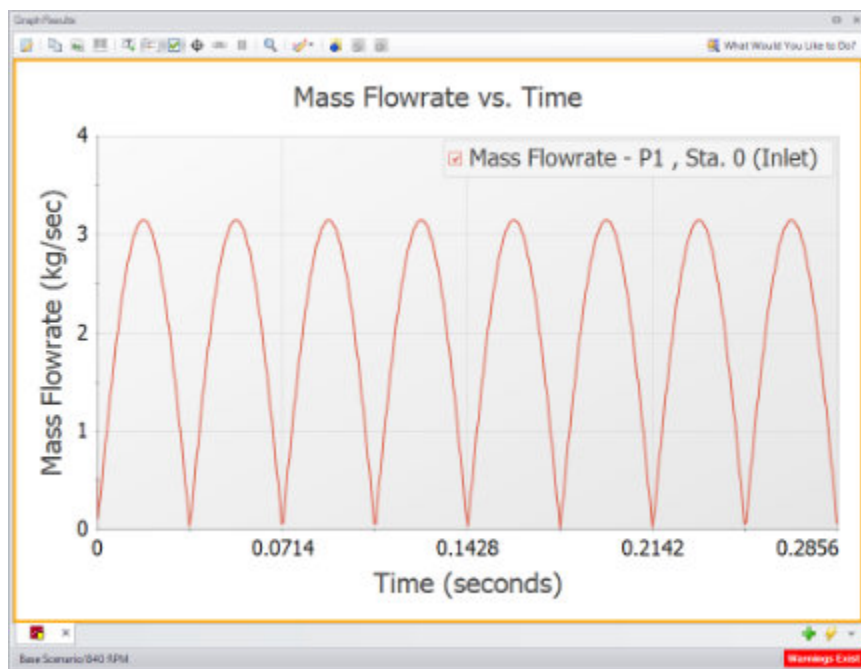 Graph Results
What Would You Like to Do?
Mass Flowrate vs. Time
Mass Flowrate - P1 , Sta. 0 (Inlet)
Mass Flowrate (kg/sec)
4
3
2
1
0
0 0.0714 0.1428 0.2142 0.2856
Time (seconds)
Base Scenario/840 RPM
Warnings Exist